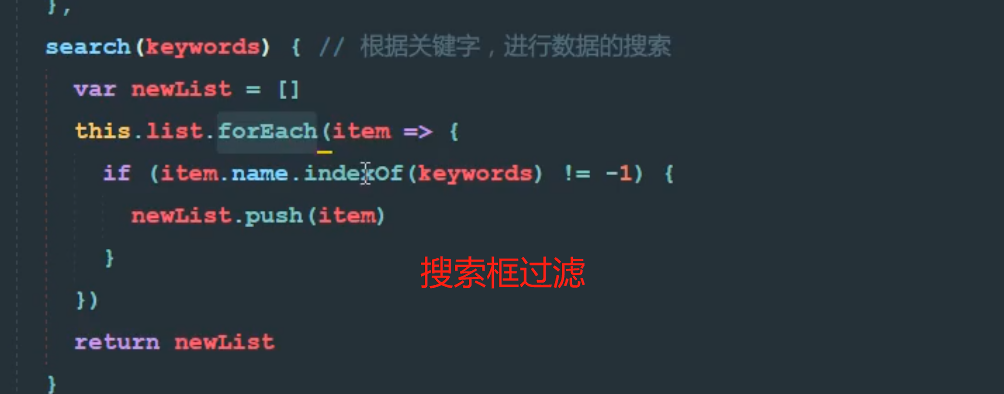 },
search(keywords) { // 根据关键字，进行数据的搜索
var newList = []
this.list.forEach(item => {
if (item.name.indexOf(keywords) != -1) {
newList.push(item)
}
搜索框过滤
})
return newList
}